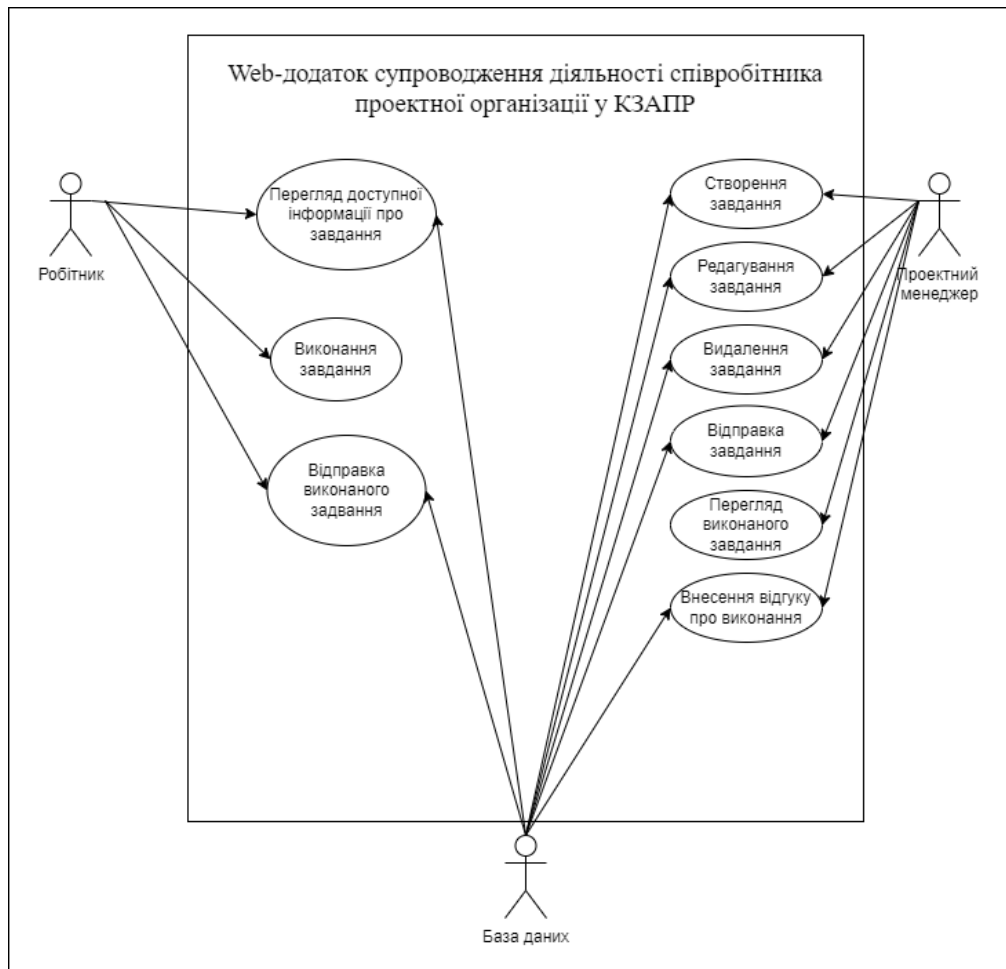 Web-додаток супроводження діяльності співробітника
проектної організації у КЗАПР
Робітник
Перегляд доступної
інформації про
завдання
Виконання
завдання
Відправка
виконаного
задвання
Створення
завдання
Редагування
завдання
Видалення
завдання
Відправка
завдання
Перегляд
виконаного
завдання
Внесення відгуку
про виконання
Проектний
менеджер
База даних